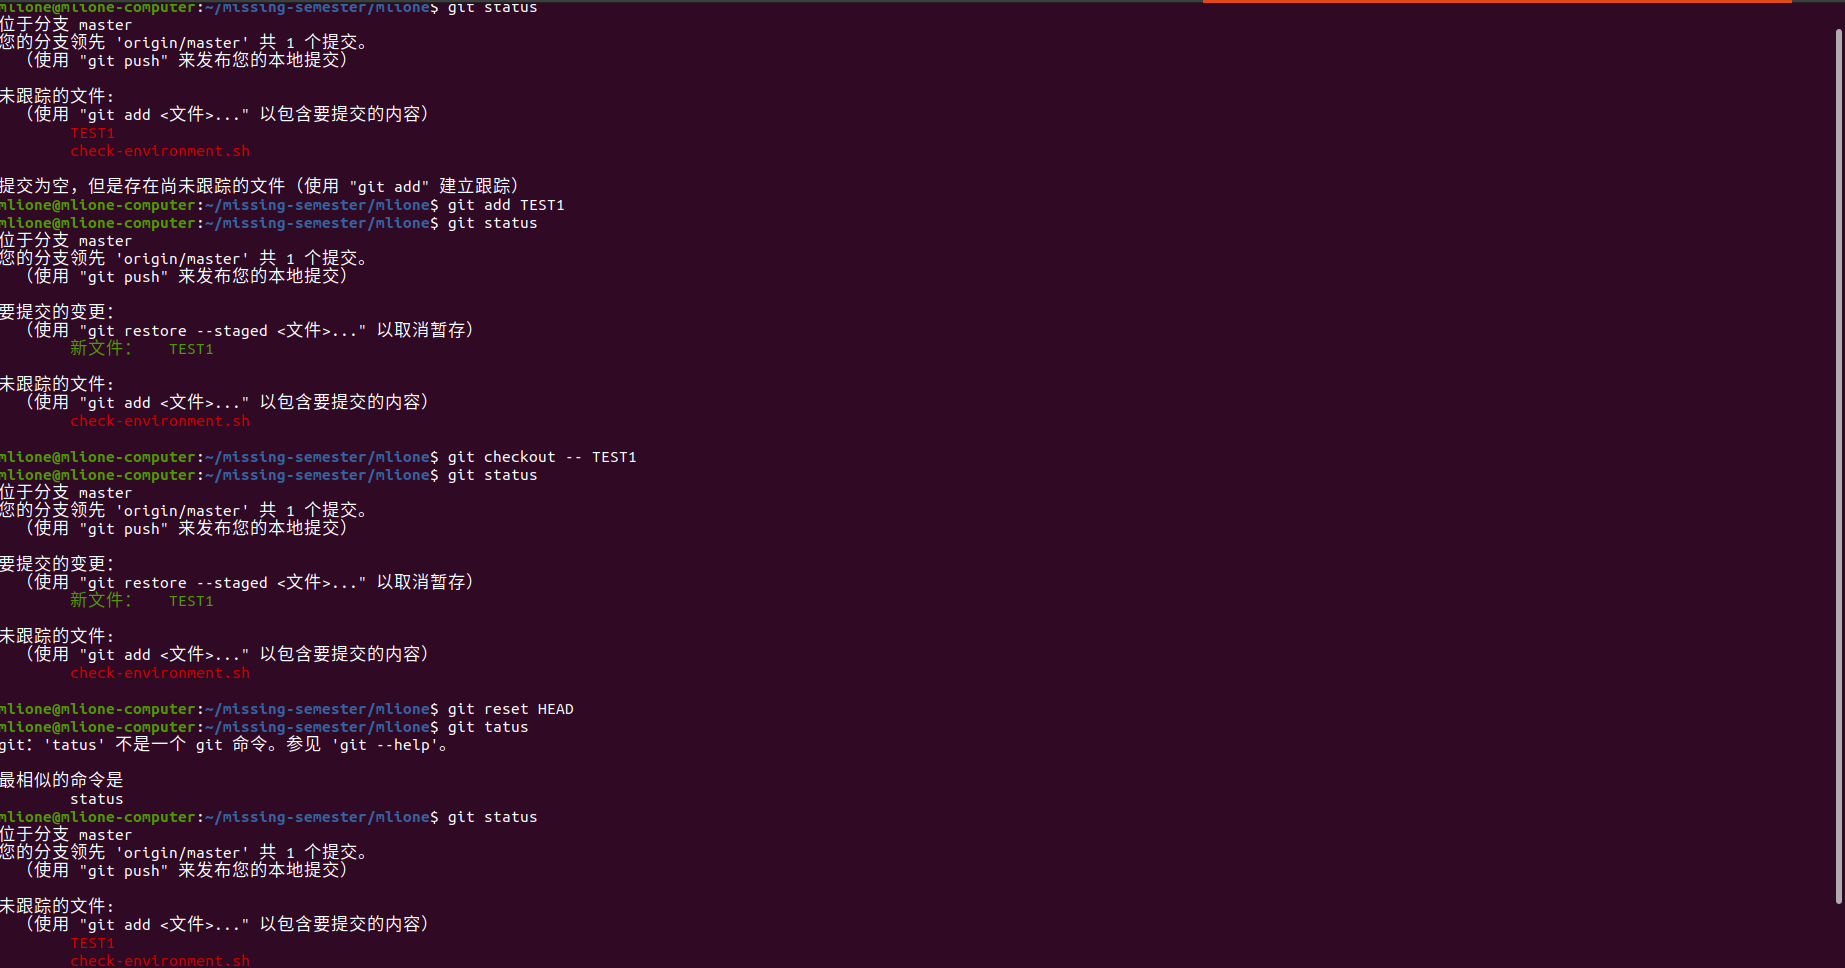 mlione@mlione-computer:~/missing-semester/mlione$ git status
位于分支 master
您的分支领先 'origin/master' 共 1 个提交。
  （使用 "git push" 来发布您的本地提交）
未跟踪的文件:
  （使用 "git add <文件>..." 以包含要提交的内容）
        TEST1
        check-environment.sh
提交为空，但是存在尚未跟踪的文件（使用 "git add" 建立跟踪）
mlione@mlione-computer:~/missing-semester/mlione$ git add TEST1
mlione@mlione-computer:~/missing-semester/mlione$ git status
位于分支 master
您的分支领先 'origin/master' 共 1 个提交。
  （使用 "git push" 来发布您的本地提交）
要提交的变更：
  （使用 "git restore --staged <文件>..." 以取消暂存）
        新文件：   TEST1
未跟踪的文件:
  （使用 "git add <文件>..." 以包含要提交的内容）
        check-environment.sh
mlione@mlione-computer:~/missing-semester/mlione$ git checkout -- TEST1
mlione@mlione-computer:~/missing-semester/mlione$ git status
位于分支 master
您的分支领先 'origin/master' 共 1 个提交。
  （使用 "git push" 来发布您的本地提交）
要提交的变更：
  （使用 "git restore --staged <文件>..." 以取消暂存）
        新文件：   TEST1
未跟踪的文件:
  （使用 "git add <文件>..." 以包含要提交的内容）
        check-environment.sh
mlione@mlione-computer:~/missing-semester/mlione$ git reset HEAD
mlione@mlione-computer:~/missing-semester/mlione$ git tatus
git：'tatus' 不是一个 git 命令。参见 'git --help'。
最相似的命令是
        status
mlione@mlione-computer:~/missing-semester/mlione$ git status
位于分支 master
您的分支领先 'origin/master' 共 1 个提交。
  （使用 "git push" 来发布您的本地提交）
未跟踪的文件:
  （使用 "git add <文件>..." 以包含要提交的内容）
        TEST1
        check-environment.sh